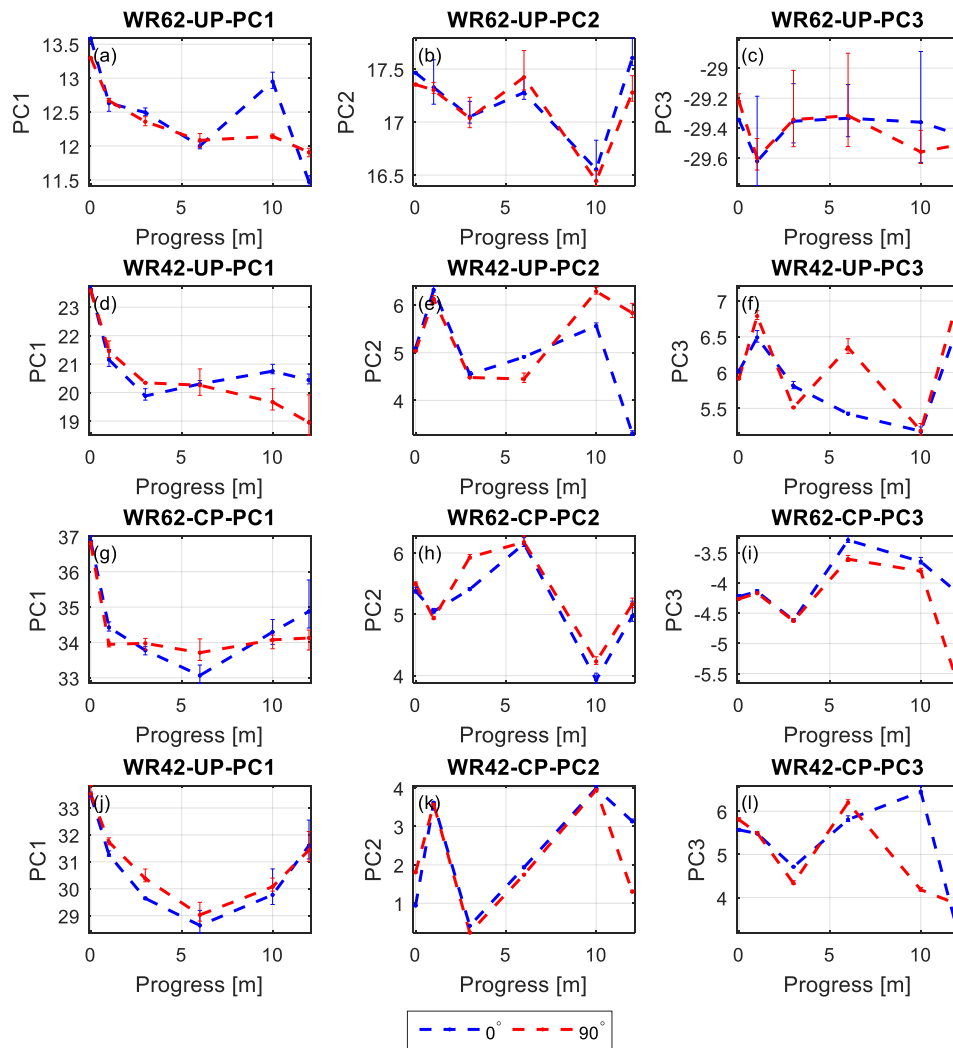 WR62-UP-PC1 WR62-UP-PC2 WR62-UP-PC3
(a) (b) (c)
PC1 PC2 PC3
13.5 13 12.5 12 11.5
17.5 17 16.5
-29 -29.2 -29.4 -29.6
0 5 10 0 5 10 0 5 10
Progress [m] Progress [m] Progress [m]
WR42-UP-PC1 WR42-UP-PC2 WR42-UP-PC3
(d) (e) (f)
PC1 PC2 PC3
23 22 21 20 19
6 5 4
7 6.5 6 5.5
0 5 10 0 5 10 0 5 10
Progress [m] Progress [m] Progress [m]
WR62-CP-PC1 WR62-CP-PC2 WR62-CP-PC3
(g) (h) (i)
PC1 PC2 PC3
37 36 35 34 33
6 5 4
-3.5 -4 -4.5 -5 -5.5
0 5 10 0 5 10 0 5 10
Progress [m] Progress [m] Progress [m]
WR42-UP-PC1 WR42-CP-PC2 WR42-CP-PC3
(j) (k) (l)
PC1 PC2 PC3
33 32 31 30 29
4 3 2 1 0
6 5 4
0 5 10 0 5 10 0 5 10
Progress [m] Progress [m] Progress [m]
0° 90°